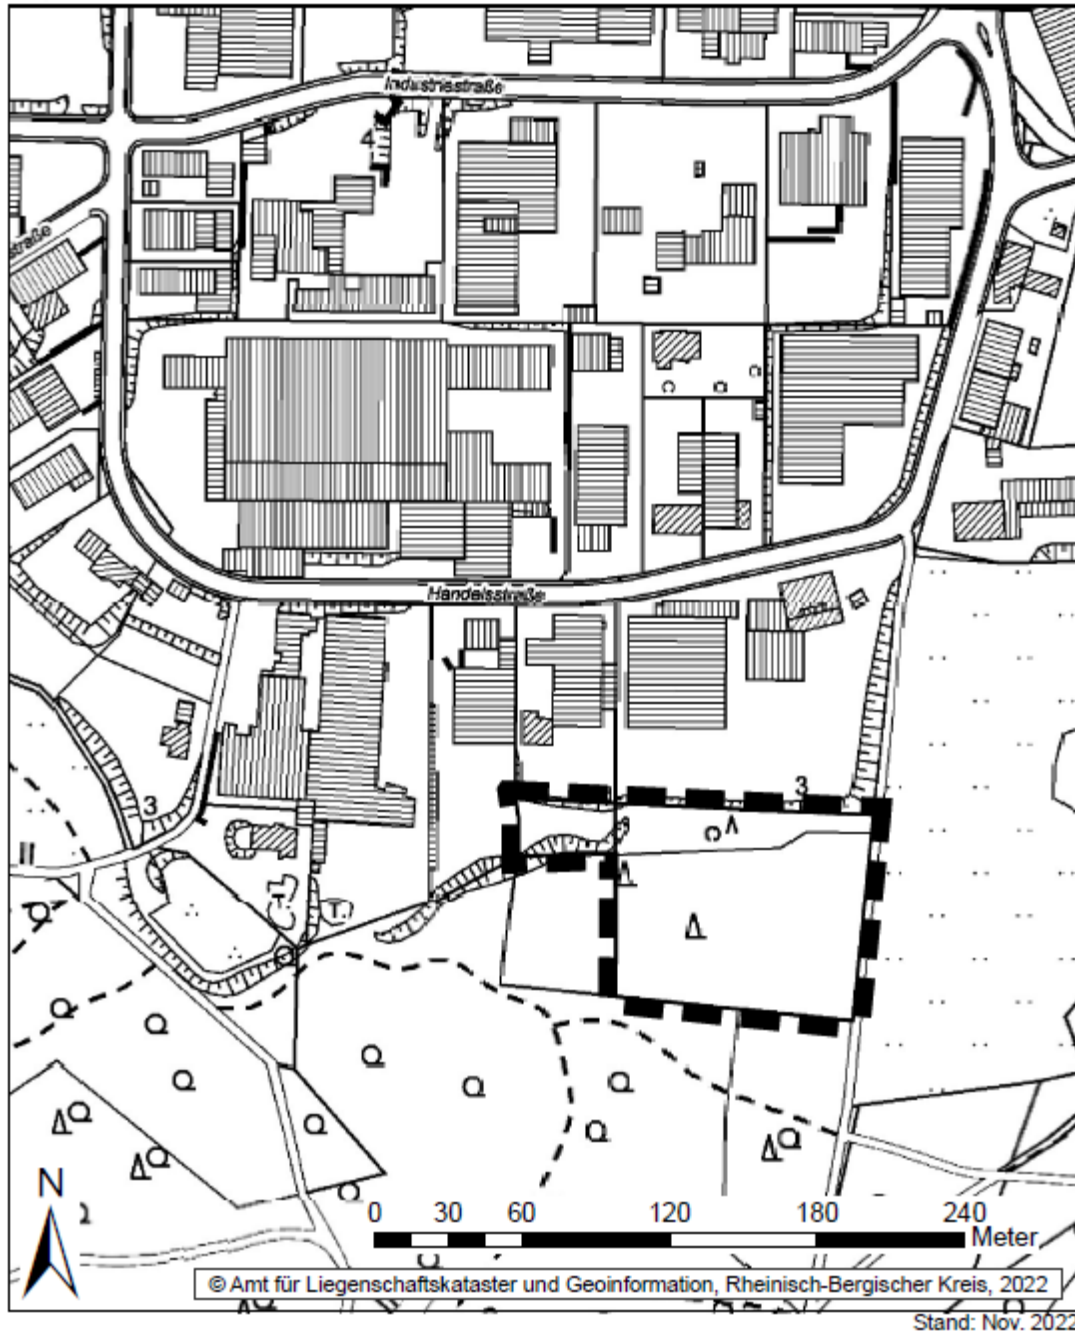 Industriestraße
4
straße
Handelsstraße
3
3
T.
T.
N
0 30 60 120 180 240
Meter
© Amt für Liegenschaftskataster und Geoinformation, Rheinisch-Bergischer Kreis, 2022
Stand: Nov. 2022